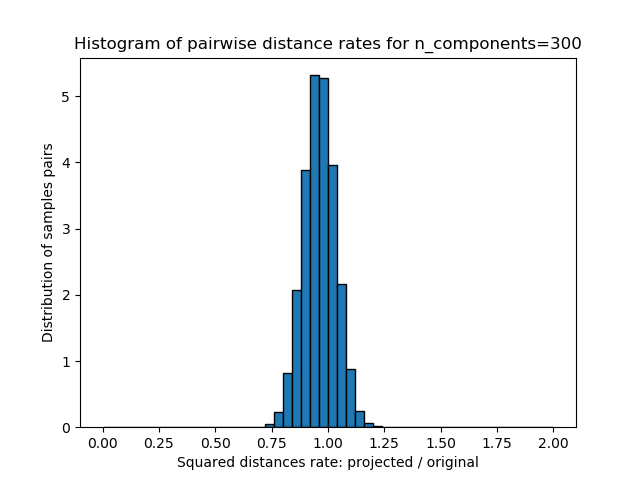 Histogram of pairwise distance rates for n_components=300
Distribution of samples pairs
5
4
3
2
1
0
0.00 0.25 0.50 0.75 1.00 1.25 1.50 1.75 2.00
Squared distances rate: projected / original